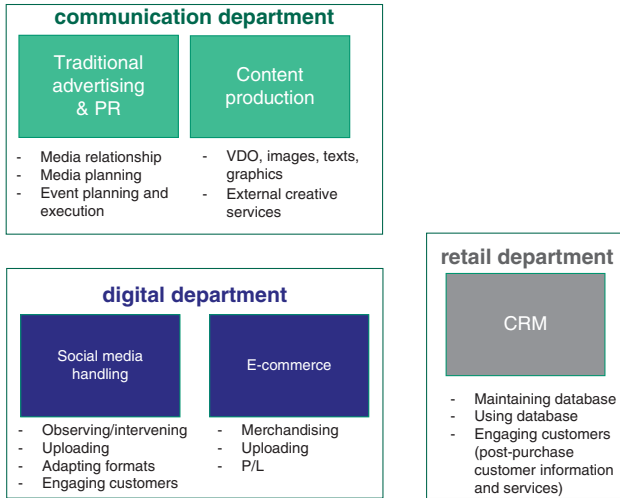 communication department
Traditional
advertising
& PR
Content
production
- Media relationship
- Media planning
- Event planning and
execution
- VDO, images, texts,
graphics
- External creative
services
digital department
Social media
handling
E-commerce
- Observing/intervening
- Uploading
- Adapting formats
- Engaging customers
- Merchandising
- Uploading
- P/L
retail department
CRM
- Maintaining database
- Using database
- Engaging customers
(post-purchase
customer information
and services)